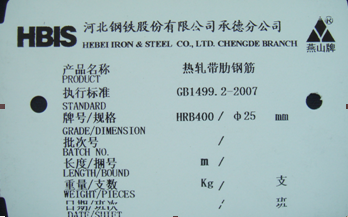 HBIS 河北钢铁股份有限公司承德分公司
HEBEI IRON & STEEL CO., LTD. CHENGDE BRANCH
燕山牌
产品名称 热轧带肋钢筋
PRODUCT
执行标准 GB1499.2-2007
STANDARD
牌号/规格 HRB400 / Φ25 mm
GRADE/DIMENSION
批次号 /
BATCH NO.
长度/捆号 m /
LENGTH/BOUND
重量/支数 Kg / 支
WEIGHT/PIECES
日期/班次 / 班
DATE/SHIFT